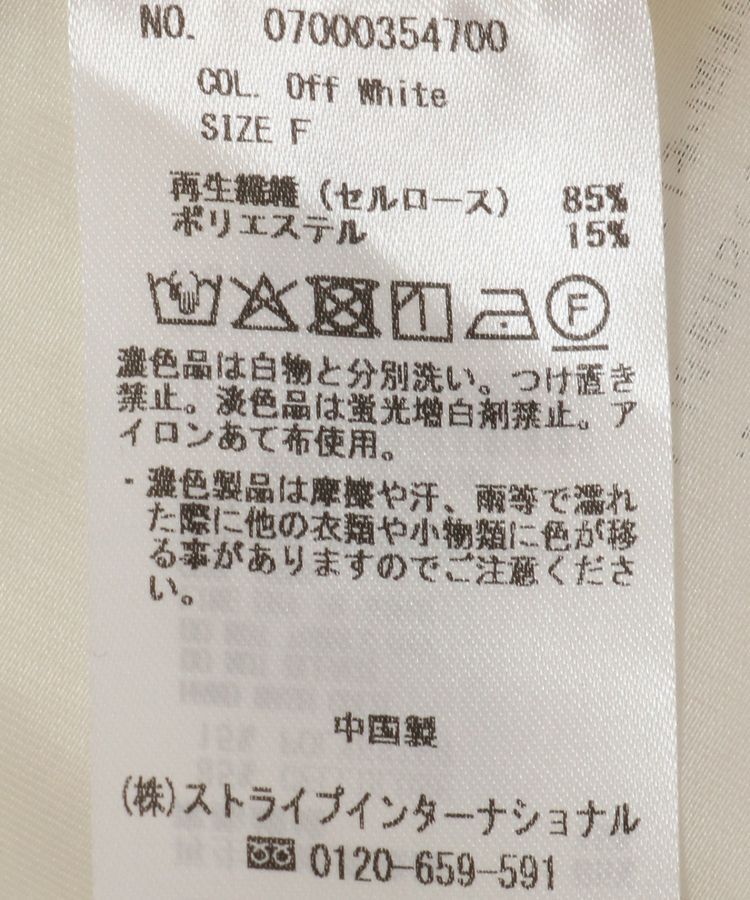 NO. 07000354700
COL. Off White
SIZE F
再生繊維(セルロース) 85%
ポリエステル 15%
F
濃色品は白物と分別洗い。つけ置き
禁止。淡色品は蛍光増白剤禁止。ア
イロンあて布使用。
・濃色製品は摩擦や汗、雨等で濡れ
た際に他の衣類や小物類に色が移
る事がありますのでご注意くださ
い。
中国製
(株)ストライプインターナショナル
0120-659-591